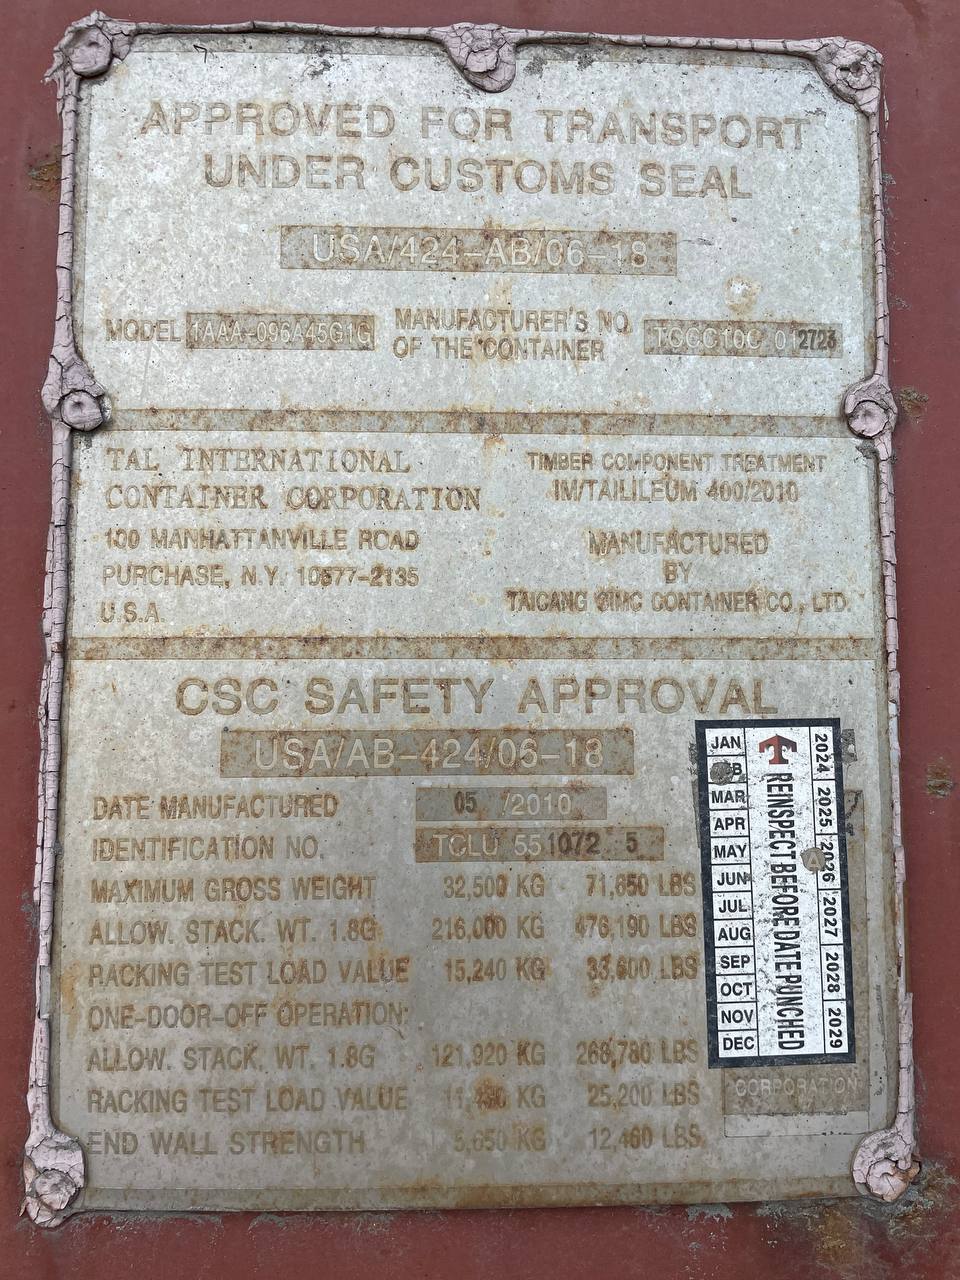 APPROVED FOR TRANSPORT
UNDER CUSTOMS SEAL
USA/424-AB/06-18
MODEL 1AAA-096A45G1G
MANUFACTURER'S NO.
OF THE CONTAINER
TCCC10C 012723
TAL INTERNATIONAL
CONTAINER CORPORATION
100 MANHATTANVILLE ROAD
PURCHASE, N.Y. 10577-2135
U.S.A.
TIMBER COMPONENT TREATMENT
IM/TAILILEUM 400/2010
MANUFACTURED
BY
TAICANG CIMC CONTAINER CO., LTD.
CSC SAFETY APPROVAL
USA/AB-424/06-18
DATE MANUFACTURED 05 /2010
IDENTIFICATION NO. TCLU 551072 5
MAXIMUM GROSS WEIGHT 32,500 KG 71,650 LBS
ALLOW. STACK. WT. 1.8G 216,000 KG 476,190 LBS
RACKING TEST LOAD VALUE 15,240 KG 33,600 LBS
ONE-DOOR-OFF OPERATION:
ALLOW. STACK. WT. 1.8G 121,920 KG 268,780 LBS
RACKING TEST LOAD VALUE KG 25,200 LBS
END WALL STRENGTH 5,650 KG 12,460 LBS
JAN
MAR
APR
MAY
JUN
JUL
AUG
SEP
OCT
NOV
DEC
T REINSPECT BEFORE DATE PUNCHED
2024 2025 2026 2027 2028 2029
CORPORATION